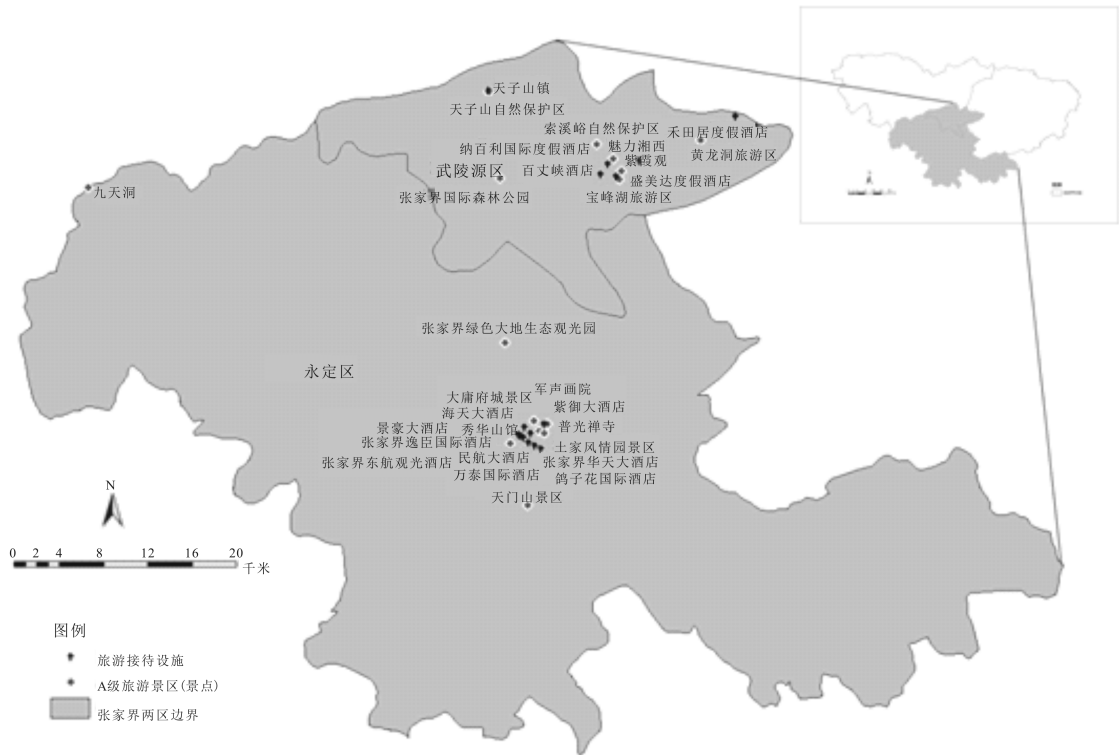 天子山镇
天子山自然保护区
索溪峪自然保护区
禾田居度假酒店
纳百利国际度假酒店
魅力湘西
黄龙洞旅游区
紫霞观
武陵源区
百丈峡酒店
盛美达度假酒店
九天洞
张家界国际森林公园
宝峰湖旅游区
张家界绿色大地生态观光园
永定区
军声画院
大庸府城景区
紫御大酒店
海天大酒店
景豪大酒店
秀华山馆
普光禅寺
张家界逸臣国际酒店
土家风情园景区
民航大酒店
张家界东航观光酒店
张家界华天大酒店
万泰国际酒店
鸽子花国际酒店
天门山景区
N
0 2 4 8 12 16 20
千米
图例
旅游接待设施
A级旅游景区(景点)
张家界两区边界